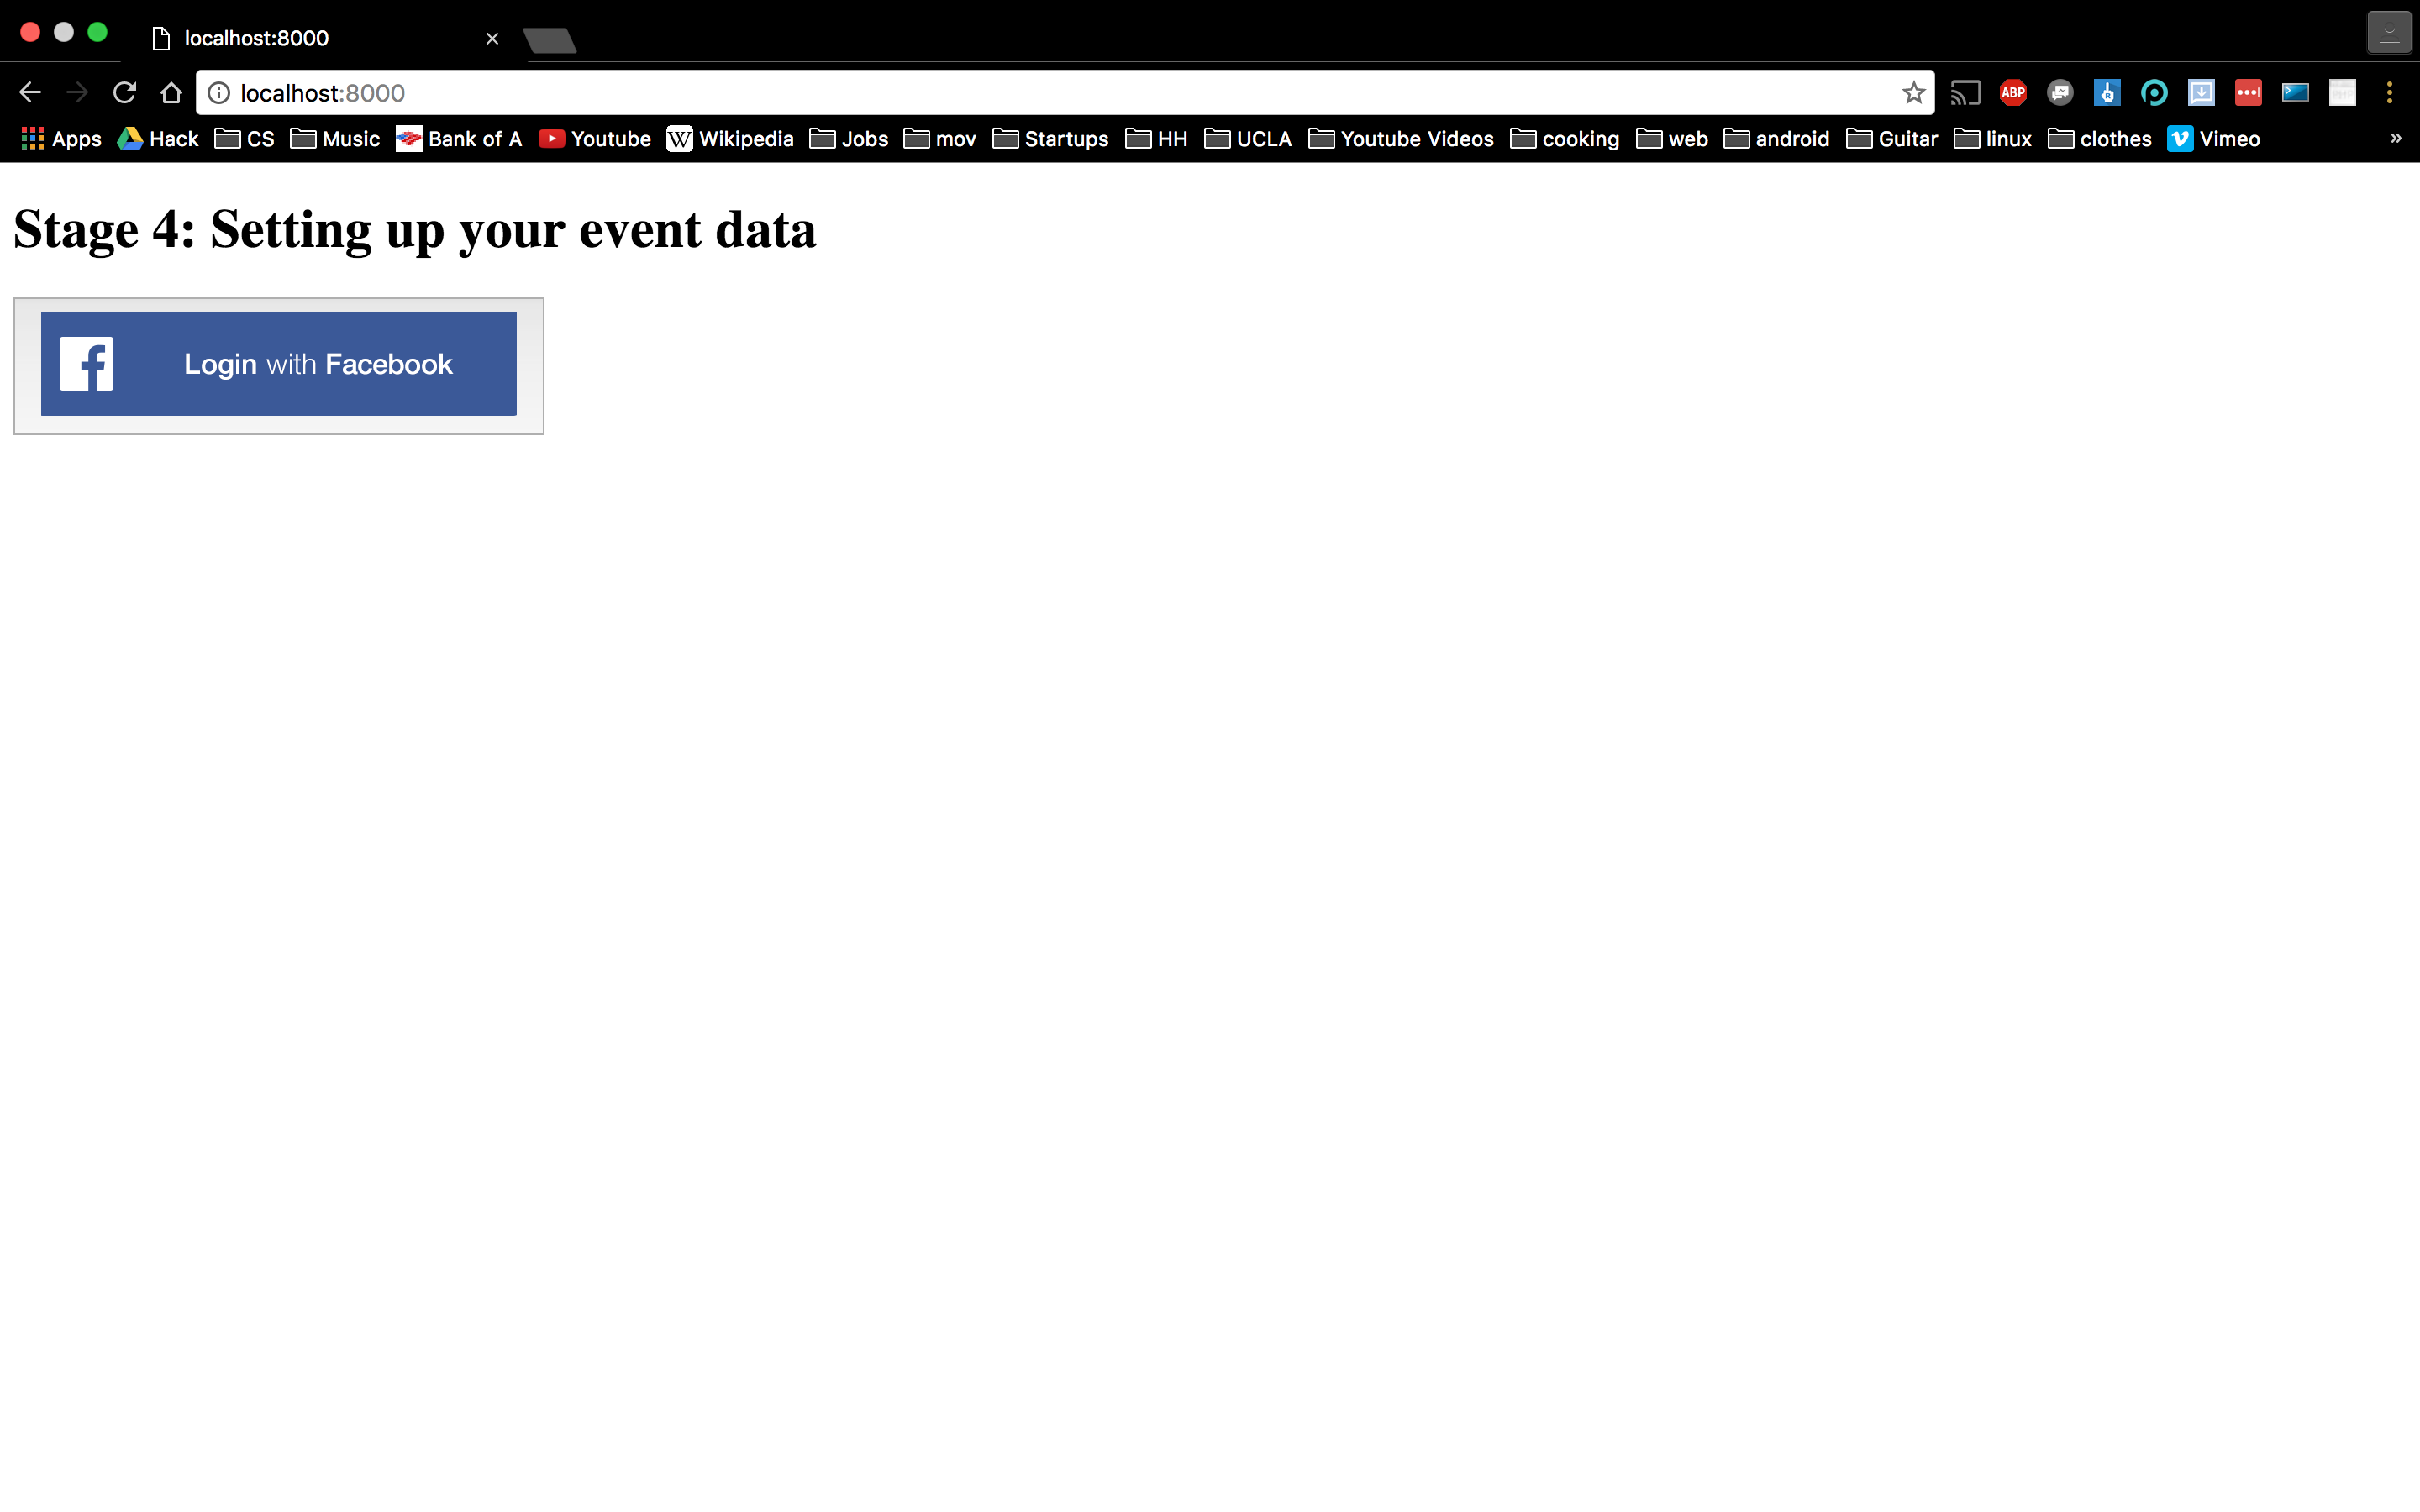 localhost:8000
localhost:8000
ABP
Apps Hack CS Music Bank of A Youtube W Wikipedia Jobs mov Startups HH UCLA Youtube Videos cooking web android Guitar linux clothes Vimeo »
Stage 4: Setting up your event data
Login with Facebook